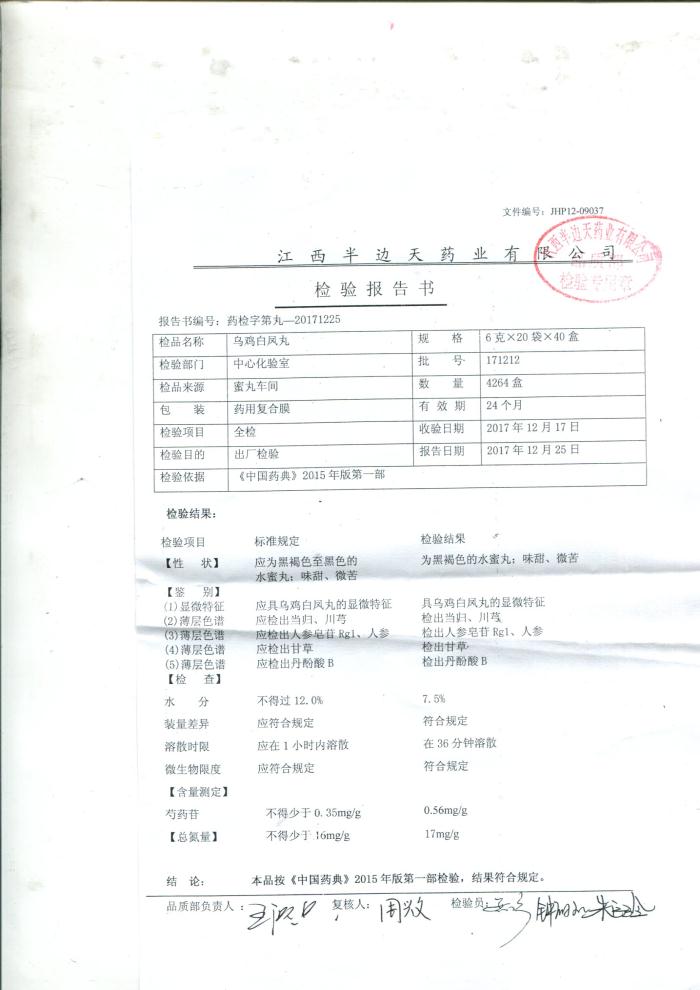 文件编号：JHP12-09037
江西半边天药业有限公司
检验专用章
检验报告书
报告书编号：药检字第丸—20171225
检品名称 乌鸡白凤丸 规格 6克×20袋×40盒
检验部门 中心化验室 批号 171212
检品来源 蜜丸车间 数量 4264盒
包装 药用复合膜 有效期 24个月
检验项目 全检 收验日期 2017年12月17日
检验目的 出厂检验 报告日期 2017年12月25日
检验依据 《中国药典》2015年版第一部
检验结果：
检验项目 标准规定 检验结果
【性状】 应为黑褐色至黑色的 为黑褐色的水蜜丸；味甜、微苦
水蜜丸；味甜、微苦
【鉴别】
(1)显微特征 应具乌鸡白凤丸的显微特征 具乌鸡白凤丸的显微特征
(2)薄层色谱 应检出当归、川芎 检出当归、川芎
(3)薄层色谱 应检出人参皂苷Rg1、人参 检出人参皂苷Rg1、人参
(4)薄层色谱 应检出甘草 检出甘草
(5)薄层色谱 应检出丹酚酸B 检出丹酚酸B
【检查】
水分 不得过12.0% 7.5%
装量差异 应符合规定 符合规定
溶散时限 应在1小时内溶散 在36分钟溶散
微生物限度 应符合规定 符合规定
【含量测定】
芍药苷 不得少于0.35mg/g 0.56mg/g
【总氮量】 不得少于16mg/g 17mg/g
结论： 本品按《中国药典》2015年版第一部检验，结果符合规定。
品质部负责人： 复核人： 检验员：